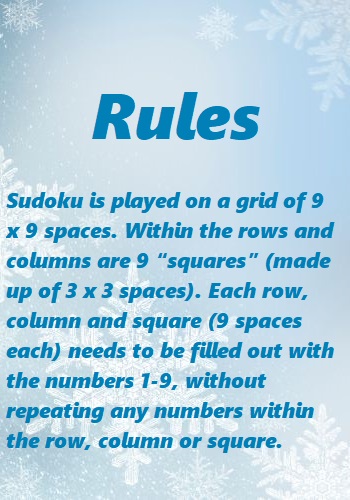 Rules
Sudoku is played on a grid of 9
x 9 spaces. Within the rows and
columns are 9 “squares” (made
up of 3 x 3 spaces). Each row,
column and square (9 spaces
each) needs to be filled out with
the numbers 1-9, without
repeating any numbers within
the row, column or square.